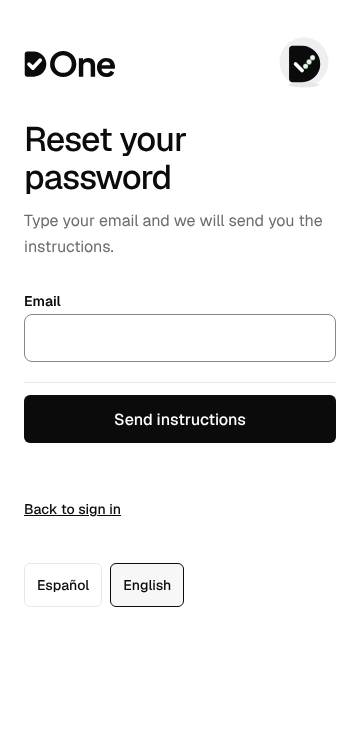 One
Reset your
password
Type your email and we will send you the
instructions.
Email
Send instructions
Back to sign in
Español
English